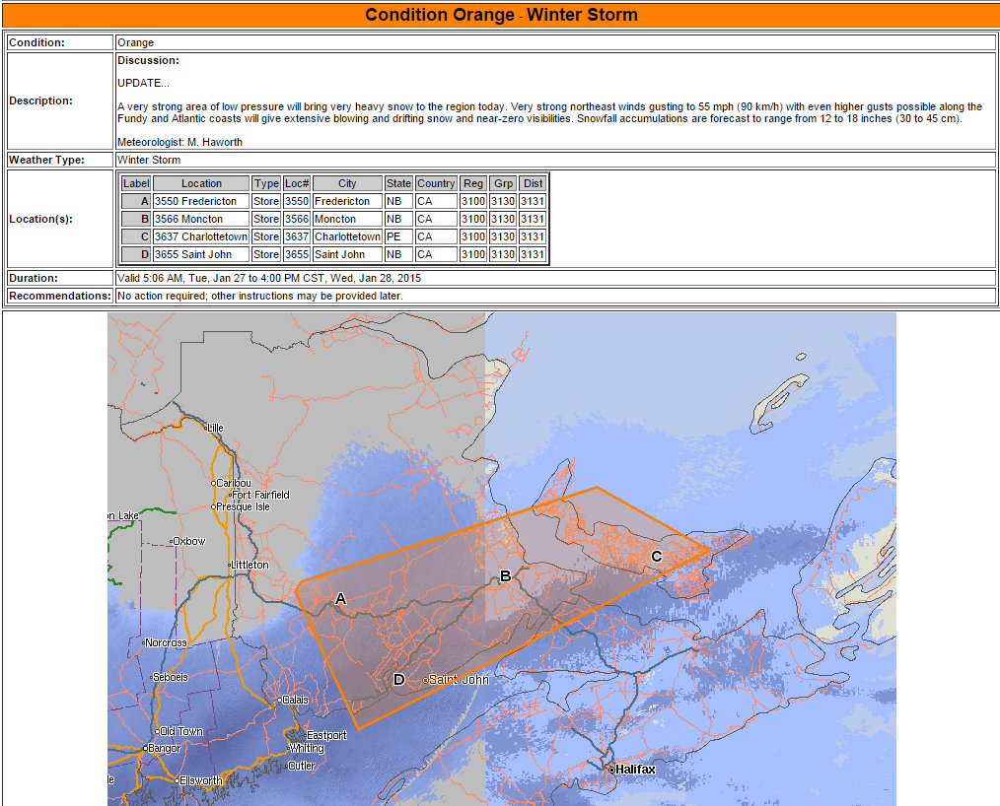 Condition Orange - Winter Storm
Condition: Orange
Description:
Discussion:
UPDATE...
A very strong area of low pressure will bring very heavy snow to the region today. Very strong northeast winds gusting to 55 mph (90 km/h) with even higher gusts possible along the
Fundy and Atlantic coasts will give extensive blowing and drifting snow and near-zero visibilities. Snowfall accumulations are forecast to range from 12 to 18 inches (30 to 45 cm).
Meteorologist: M. Haworth
Weather Type: Winter Storm
Location(s):
Label Location Type Loc# City State Country Reg Grp Dist
A 3550 Fredericton Store 3550 Fredericton NB CA 3100 3130 3131
B 3566 Moncton Store 3566 Moncton NB CA 3100 3130 3131
C 3637 Charlottetown Store 3637 Charlottetown PE CA 3100 3130 3131
D 3655 Saint John Store 3655 Saint John NB CA 3100 3130 3131
Duration: Valid 5:06 AM, Tue, Jan 27 to 4:00 PM CST, Wed, Jan 28, 2015
Recommendations: No action required; other instructions may be provided later.
Lille
Caribou
Fort Fairfield
Presque Isle
on Lake
Oxbow
Littleton
A
B
C
D
Saint John
Norcross
Seboeis
Calais
Old Town
Bangor
Eastport
Whiting
Cutler
Ellsworth
Halifax